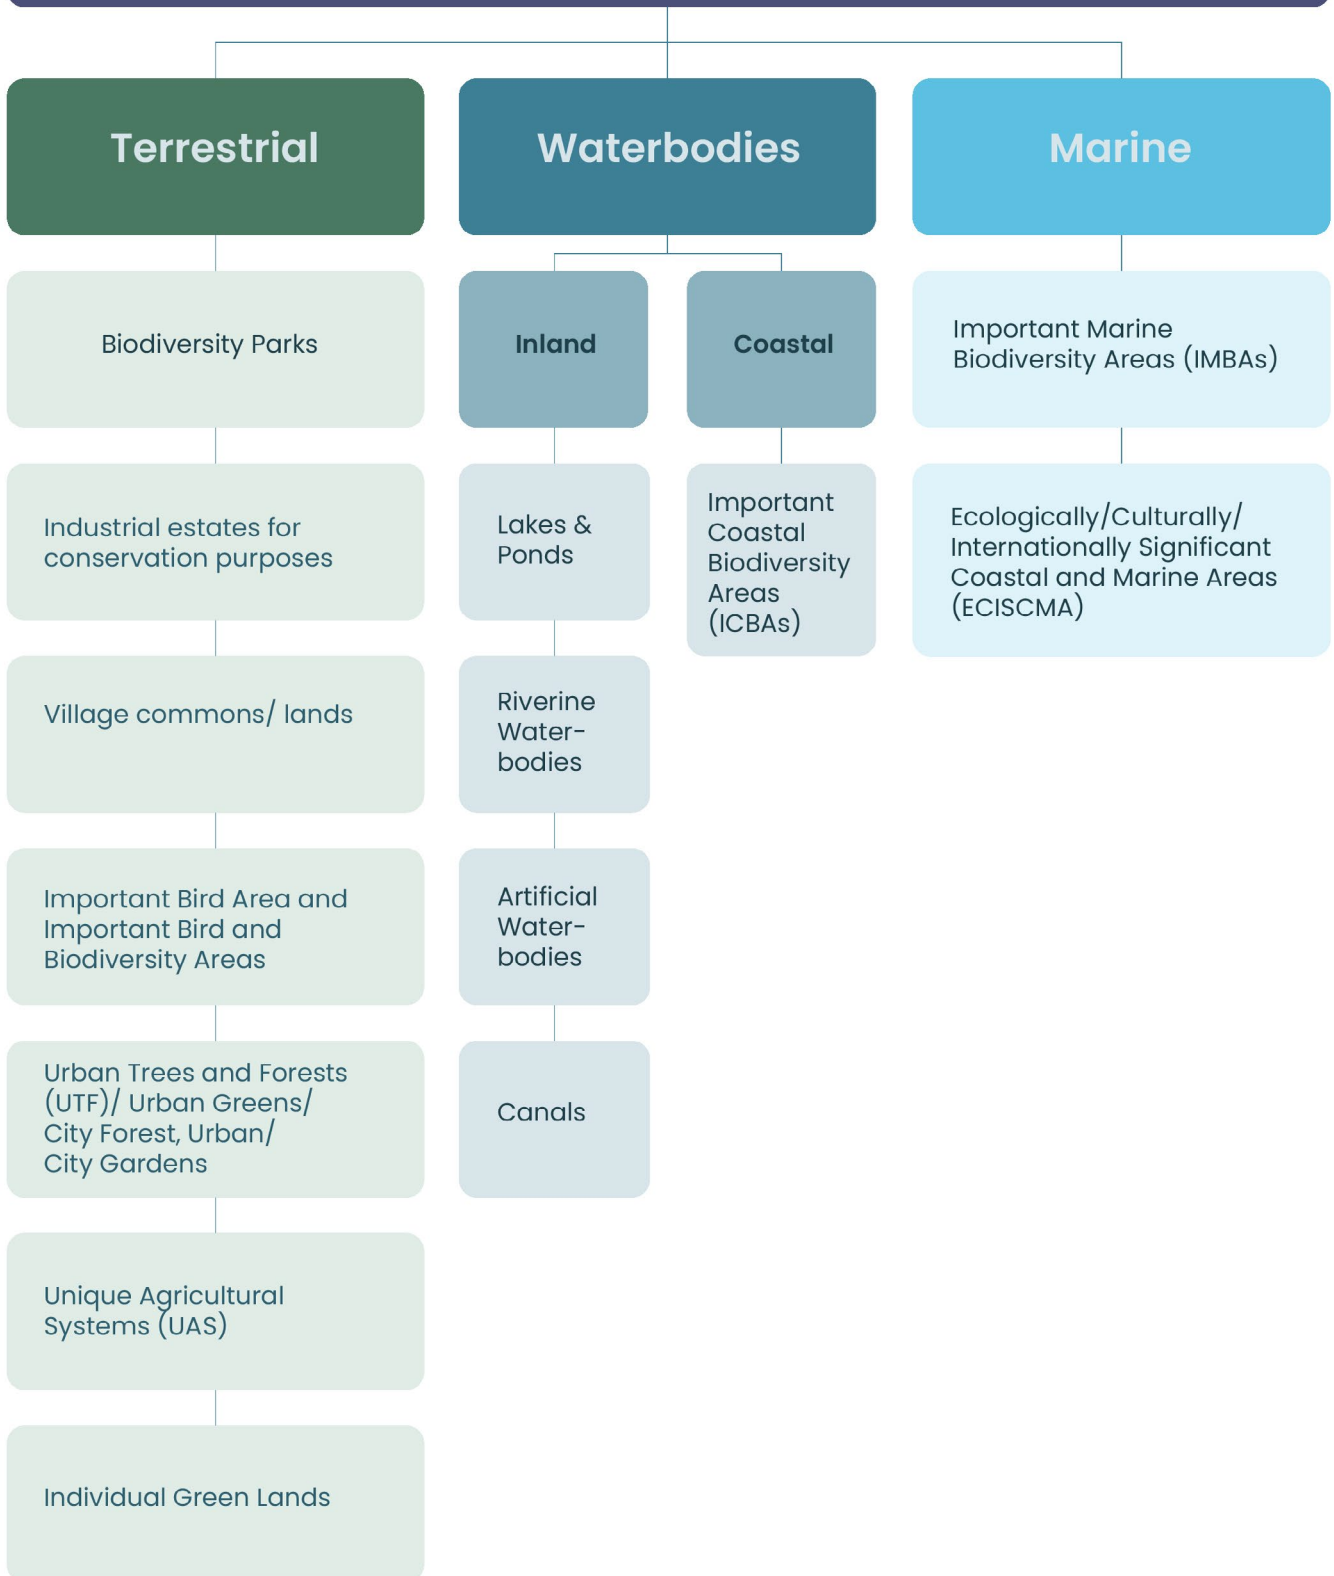 Terrestrial
Biodiversity Parks
Industrial estates for
conservation purposes
Village commons/ lands
Important Bird Area and
Important Bird and
Biodiversity Areas
Urban Trees and Forests
(UTF)/ Urban Greens/
City Forest, Urban/
City Gardens
Unique Agricultural
Systems (UAS)
Individual Green Lands
Waterbodies
Inland
Lakes &
Ponds
Riverine
Water-
bodies
Artificial
Water-
bodies
Canals
Coastal
Important
Coastal
Biodiversity
Areas
(ICBAs)
Marine
Important Marine
Biodiversity Areas (IMBAs)
Ecologically/Culturally/
Internationally Significant
Coastal and Marine Areas
(ECISCMA)